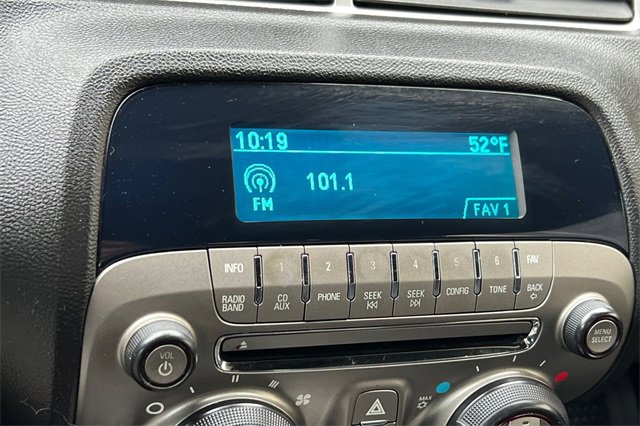 10:19 52°F
101.1
FM
FAV 1
INFO 1 2 3 4 5 6 FAV
RADIO BAND CD AUX PHONE SEEK SEEK CONFIG TONE BACK
VOL
MENU SELECT
MAX